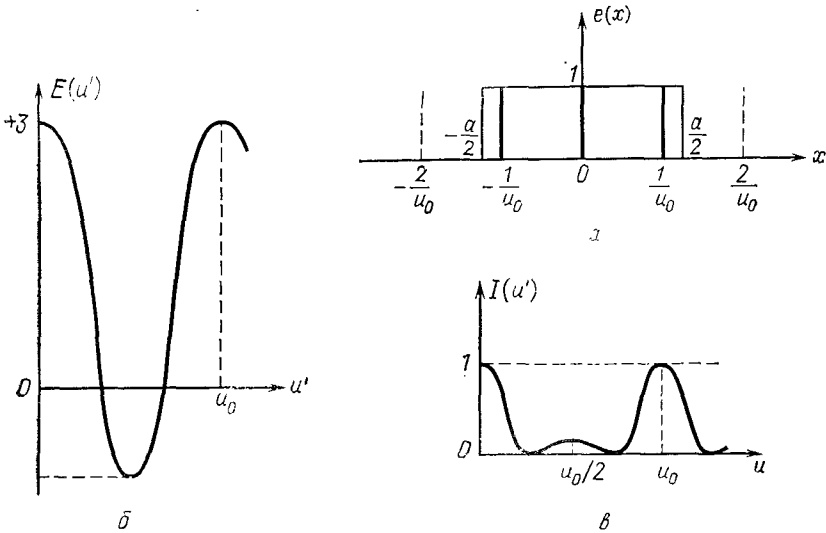 E(u')
+3
0
u₀
u'
б
e(x)
1
-a/2
a/2
-2/u₀
-1/u₀
0
1/u₀
2/u₀
x
а
I(u')
1
0
u₀/2
u₀
u
в